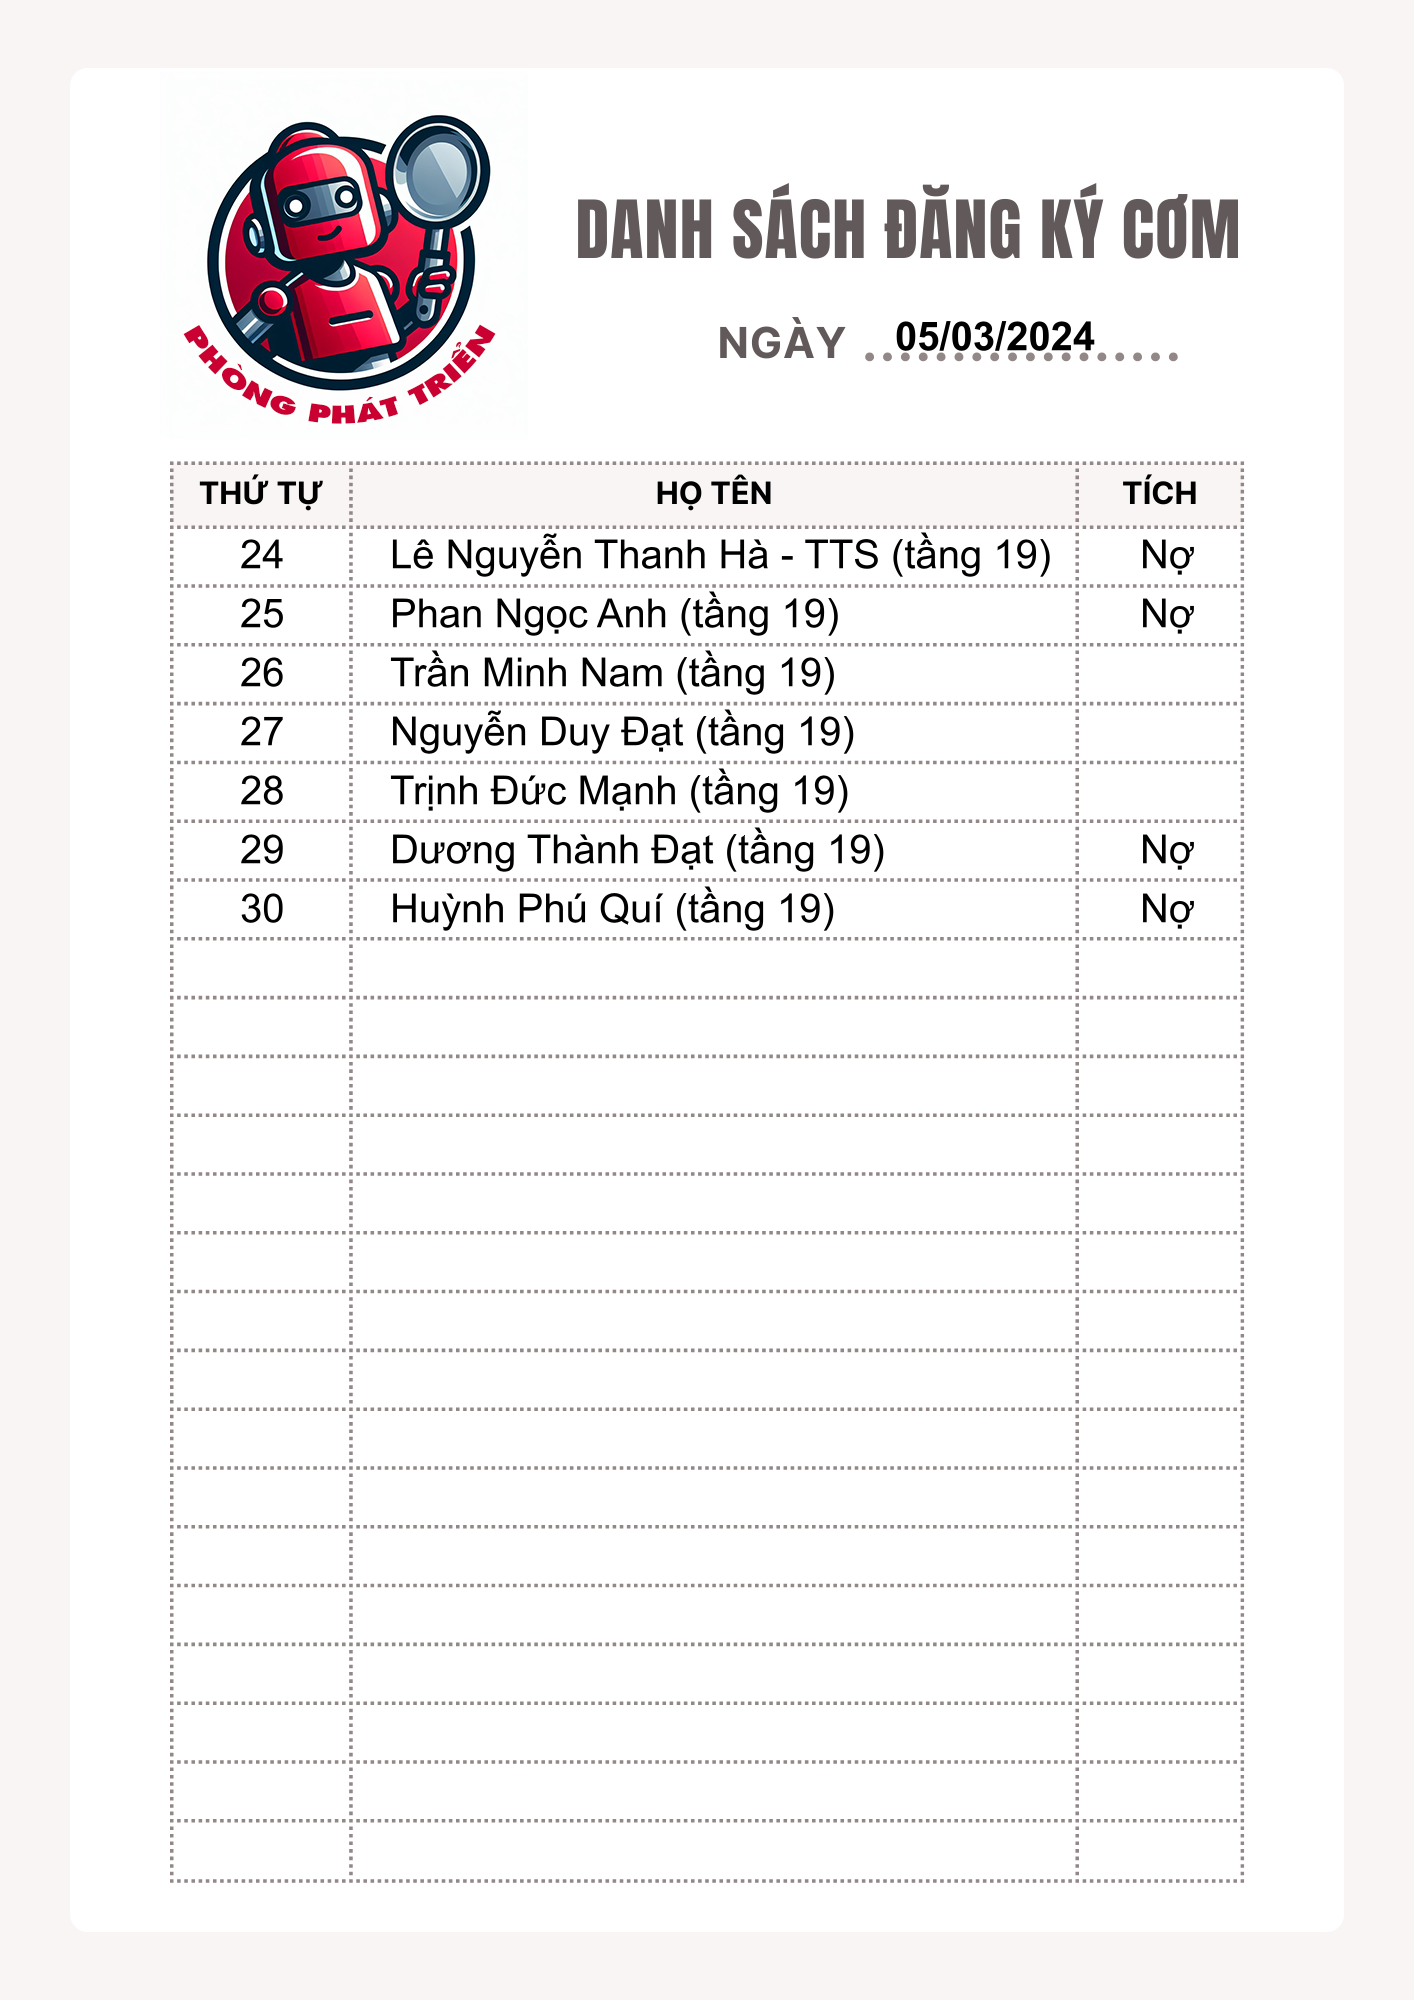 PHÒNG PHÁT TRIỂN
DANH SÁCH ĐĂNG KÝ CƠM
NGÀY 05/03/2024
THỨ TỰ HỌ TÊN TÍCH
24 Lê Nguyễn Thanh Hà - TTS (tầng 19) Nợ
25 Phan Ngọc Anh (tầng 19) Nợ
26 Trần Minh Nam (tầng 19)
27 Nguyễn Duy Đạt (tầng 19)
28 Trịnh Đức Mạnh (tầng 19)
29 Dương Thành Đạt (tầng 19) Nợ
30 Huỳnh Phú Quí (tầng 19) Nợ